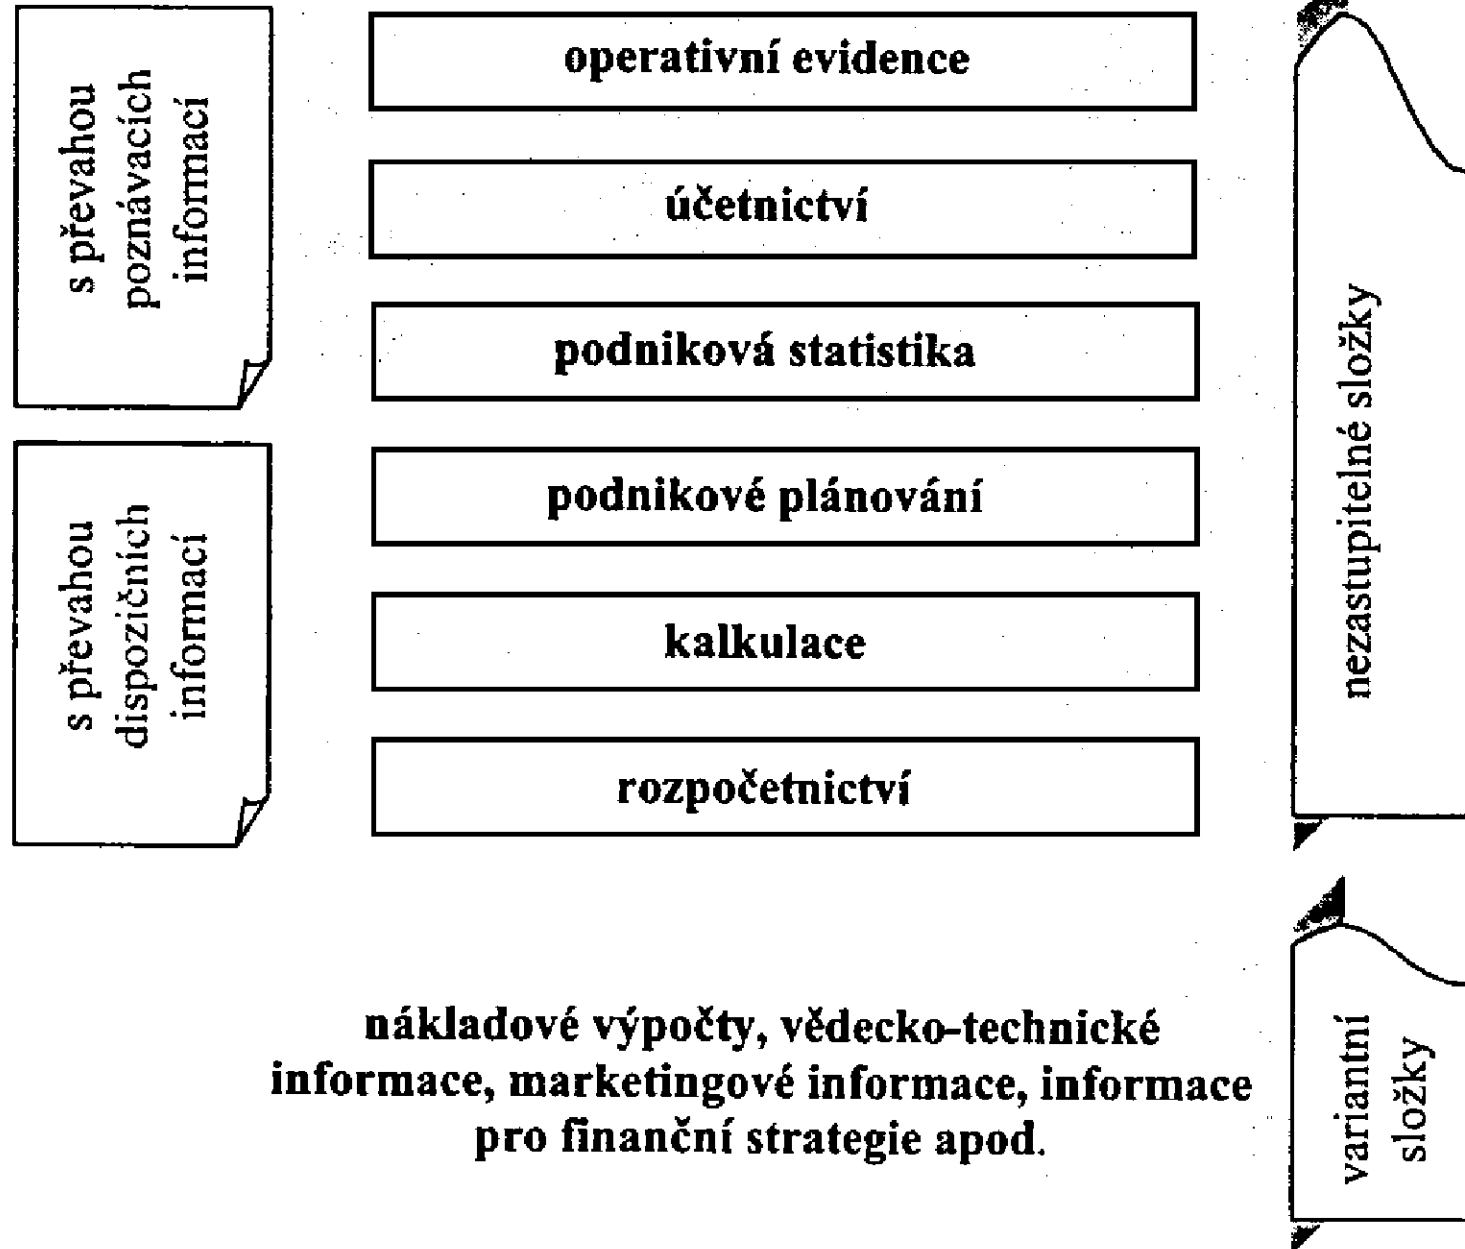 s převahou
poznávacích
informací
operativní evidence
účetnictví
podniková statistika
s převahou
dispozičních
informací
podnikové plánování
kalkulace
rozpočetnictví
nezastupitelné složky
nákladové výpočty, vědecko-technické
informace, marketingové informace, informace
pro finanční strategie apod.
variantní
složky